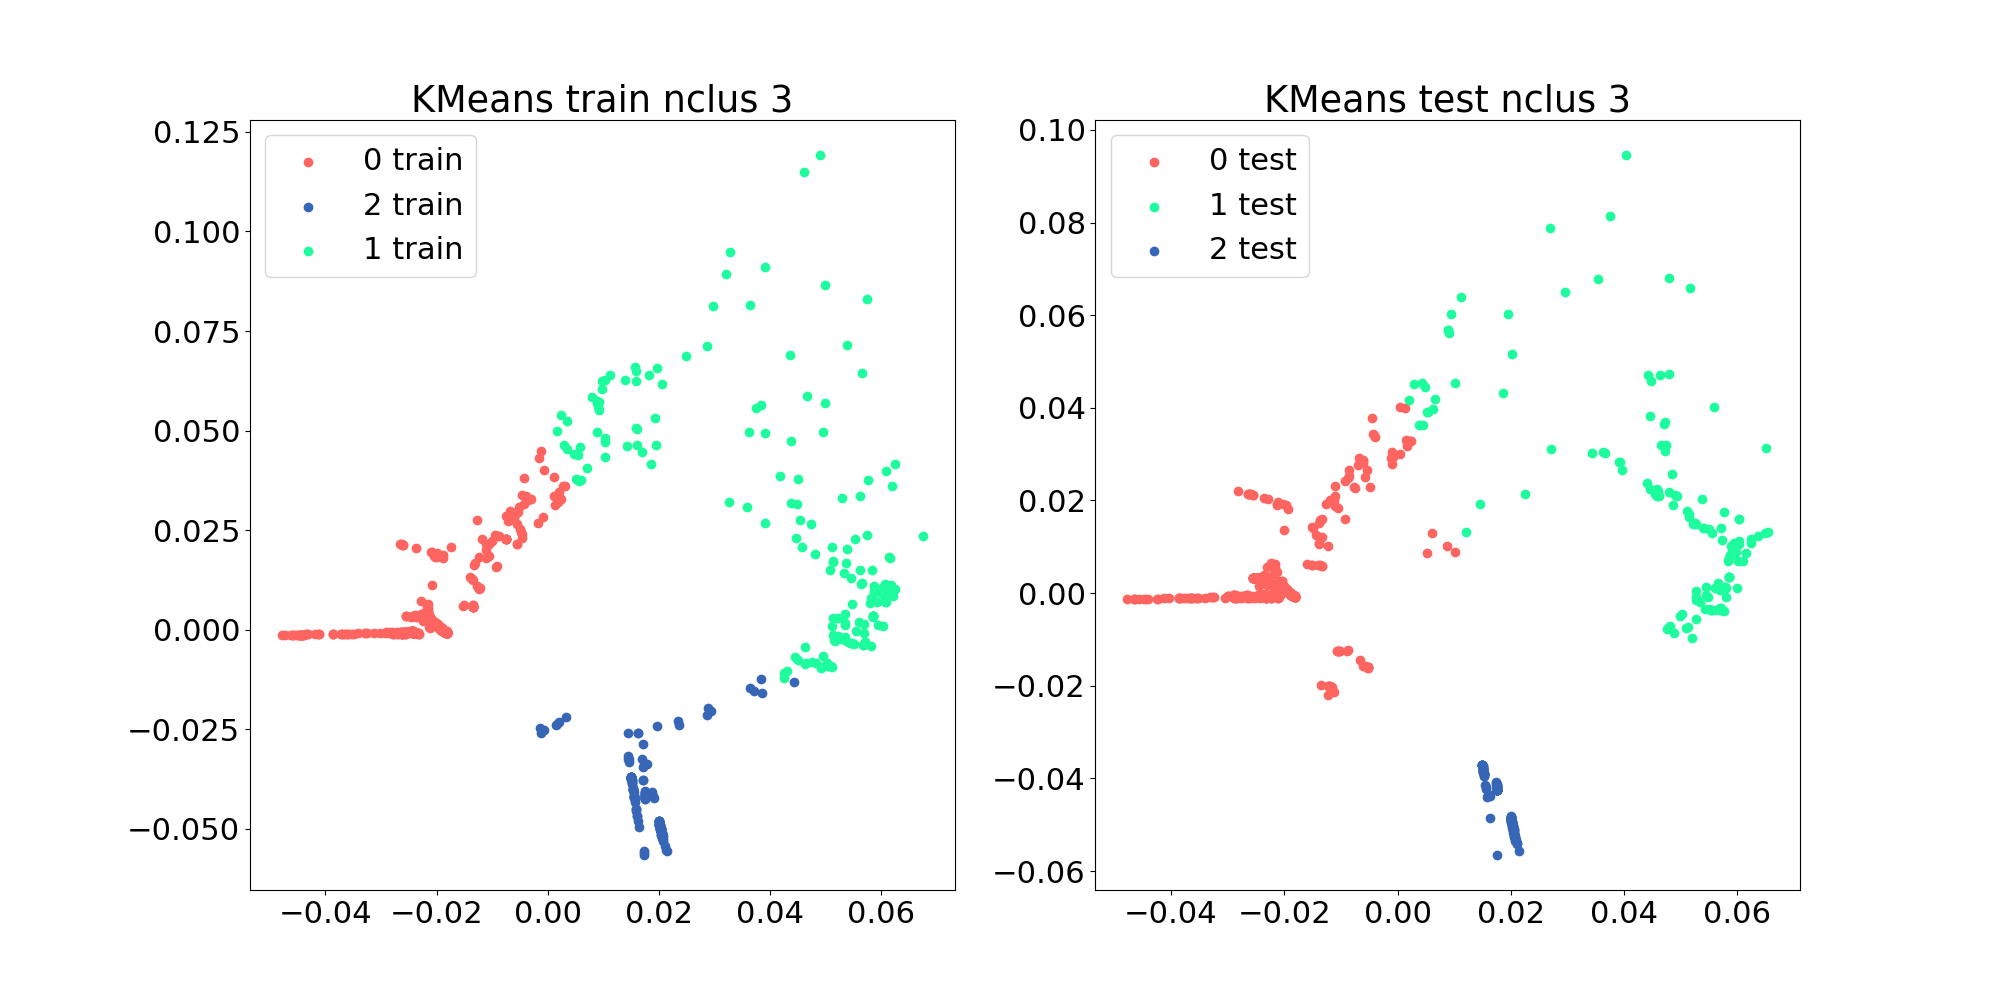 KMeans train nclus 3
0.125
0.100
0.075
0.050
0.025
0.000
−0.025
−0.050
0 train
2 train
1 train
−0.04 −0.02 0.00 0.02 0.04 0.06
KMeans test nclus 3
0.10
0.08
0.06
0.04
0.02
0.00
−0.02
−0.04
−0.06
0 test
1 test
2 test
−0.04 −0.02 0.00 0.02 0.04 0.06